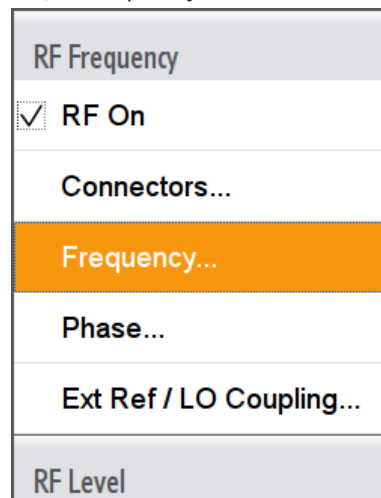 RF Frequency
RF On
Connectors...
Frequency...
Phase...
Ext Ref / LO Coupling...
RF Level